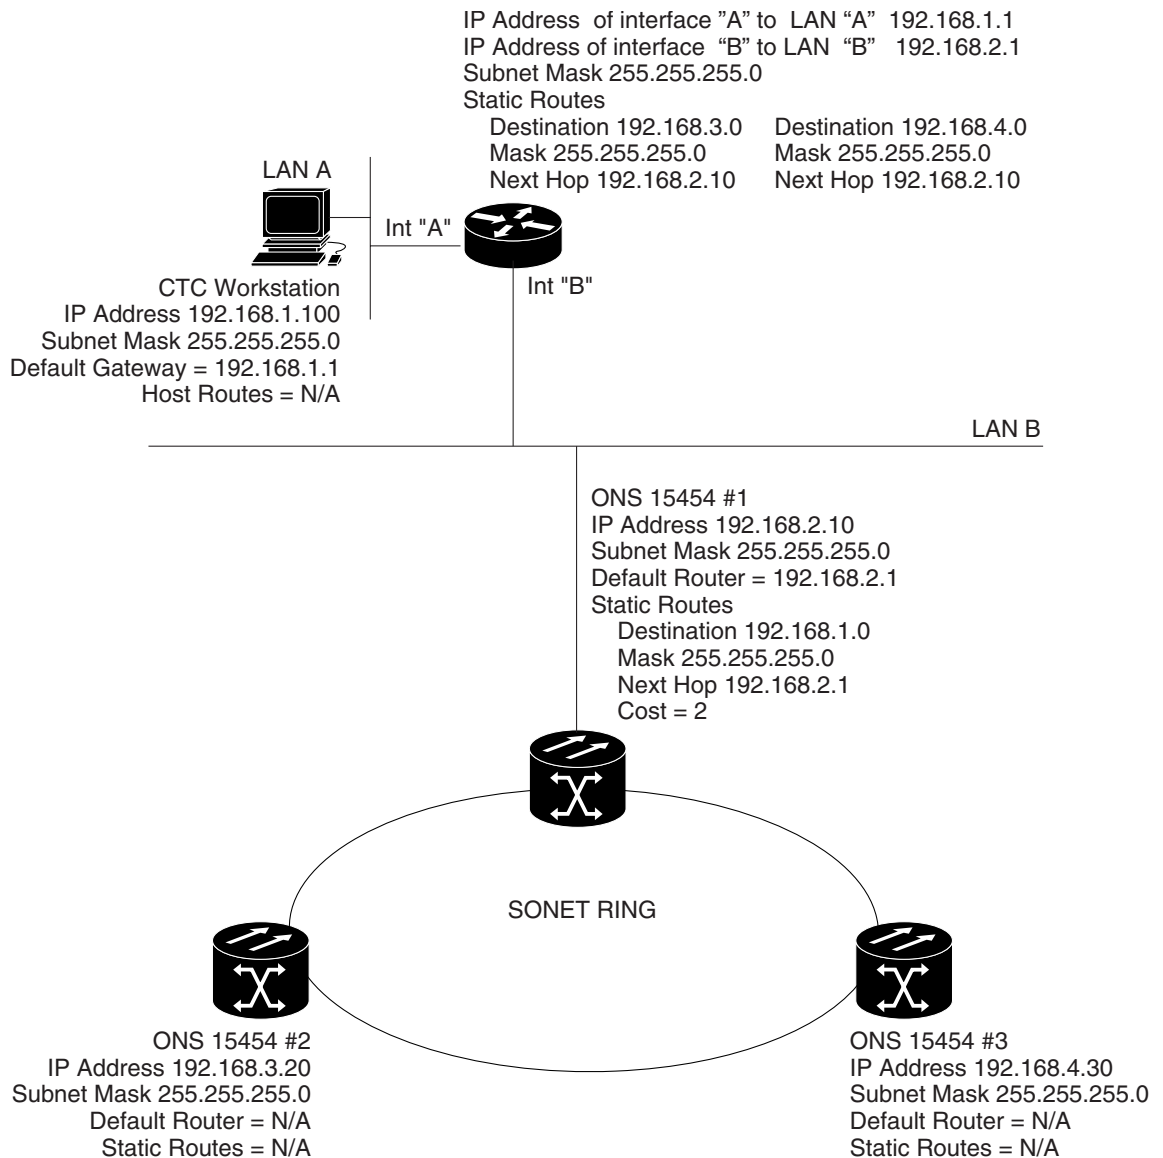 IP Address of interface ”A” to LAN “A” 192.168.1.1
IP Address of interface “B” to LAN “B” 192.168.2.1
Subnet Mask 255.255.255.0
Static Routes
Destination 192.168.3.0 Destination 192.168.4.0
Mask 255.255.255.0 Mask 255.255.255.0
Next Hop 192.168.2.10 Next Hop 192.168.2.10
LAN A
Int "A"
Int "B"
CTC Workstation
IP Address 192.168.1.100
Subnet Mask 255.255.255.0
Default Gateway = 192.168.1.1
Host Routes = N/A
LAN B
ONS 15454 #1
IP Address 192.168.2.10
Subnet Mask 255.255.255.0
Default Router = 192.168.2.1
Static Routes
Destination 192.168.1.0
Mask 255.255.255.0
Next Hop 192.168.2.1
Cost = 2
SONET RING
ONS 15454 #2
IP Address 192.168.3.20
Subnet Mask 255.255.255.0
Default Router = N/A
Static Routes = N/A
ONS 15454 #3
IP Address 192.168.4.30
Subnet Mask 255.255.255.0
Default Router = N/A
Static Routes = N/A